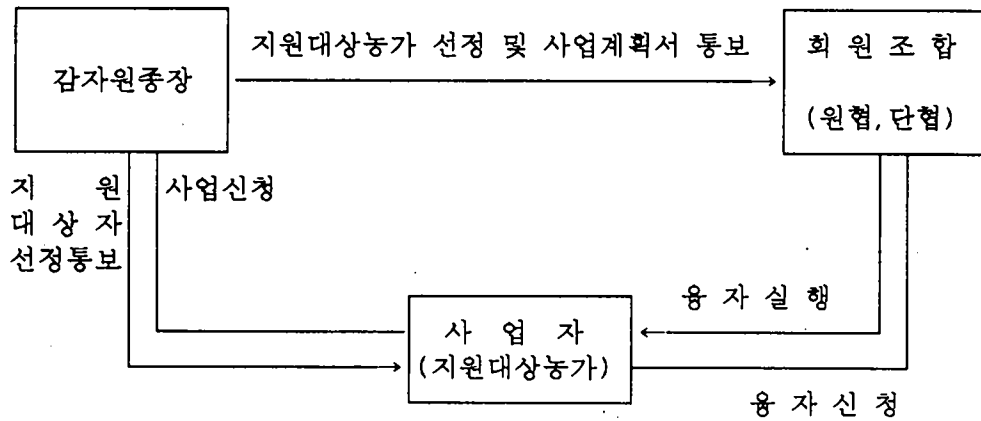 지원대상농가 선정 및 사업계획서 통보
감자원종장
회 원 조 합
(원협,단협)
지 원
대 상 자
선정통보
사업신청
융 자 실 행
사 업 자
(지원대상농가)
융 자 신 청